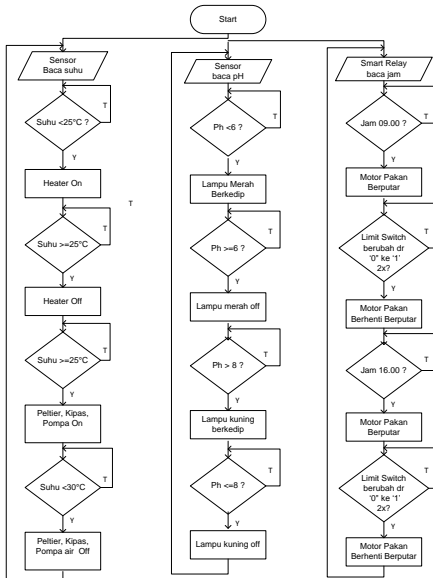 Start
Sensor
Baca suhu
T
Suhu <25°C ?
Y
Heater On
T
T
Suhu >=25°C
Y
Heater Off
T
Suhu >=25°C
Y
Peltier, Kipas,
Pompa On
T
Suhu <30°C
Y
Peltier, Kipas,
Pompa air Off
Sensor
baca pH
T
Ph <6 ?
Y
Lampu Merah
Berkedip
T
Ph >=6 ?
Y
Lampu merah off
T
Ph > 8 ?
Y
Lampu kuning
berkedip
T
Ph <=8 ?
Y
Lampu kuning off
Smart Relay
baca jam
T
Jam 09.00 ?
Y
Motor Pakan
Berputar
T
Limit Switch
berubah dr
‘0” ke ‘1’
2x?
Y
Motor Pakan
Berhenti Berputar
T
Jam 16.00 ?
Y
Motor Pakan
Berputar
T
Limit Switch
berubah dr
‘0” ke ‘1’
2x?
Y
Motor Pakan
Berhenti Berputar